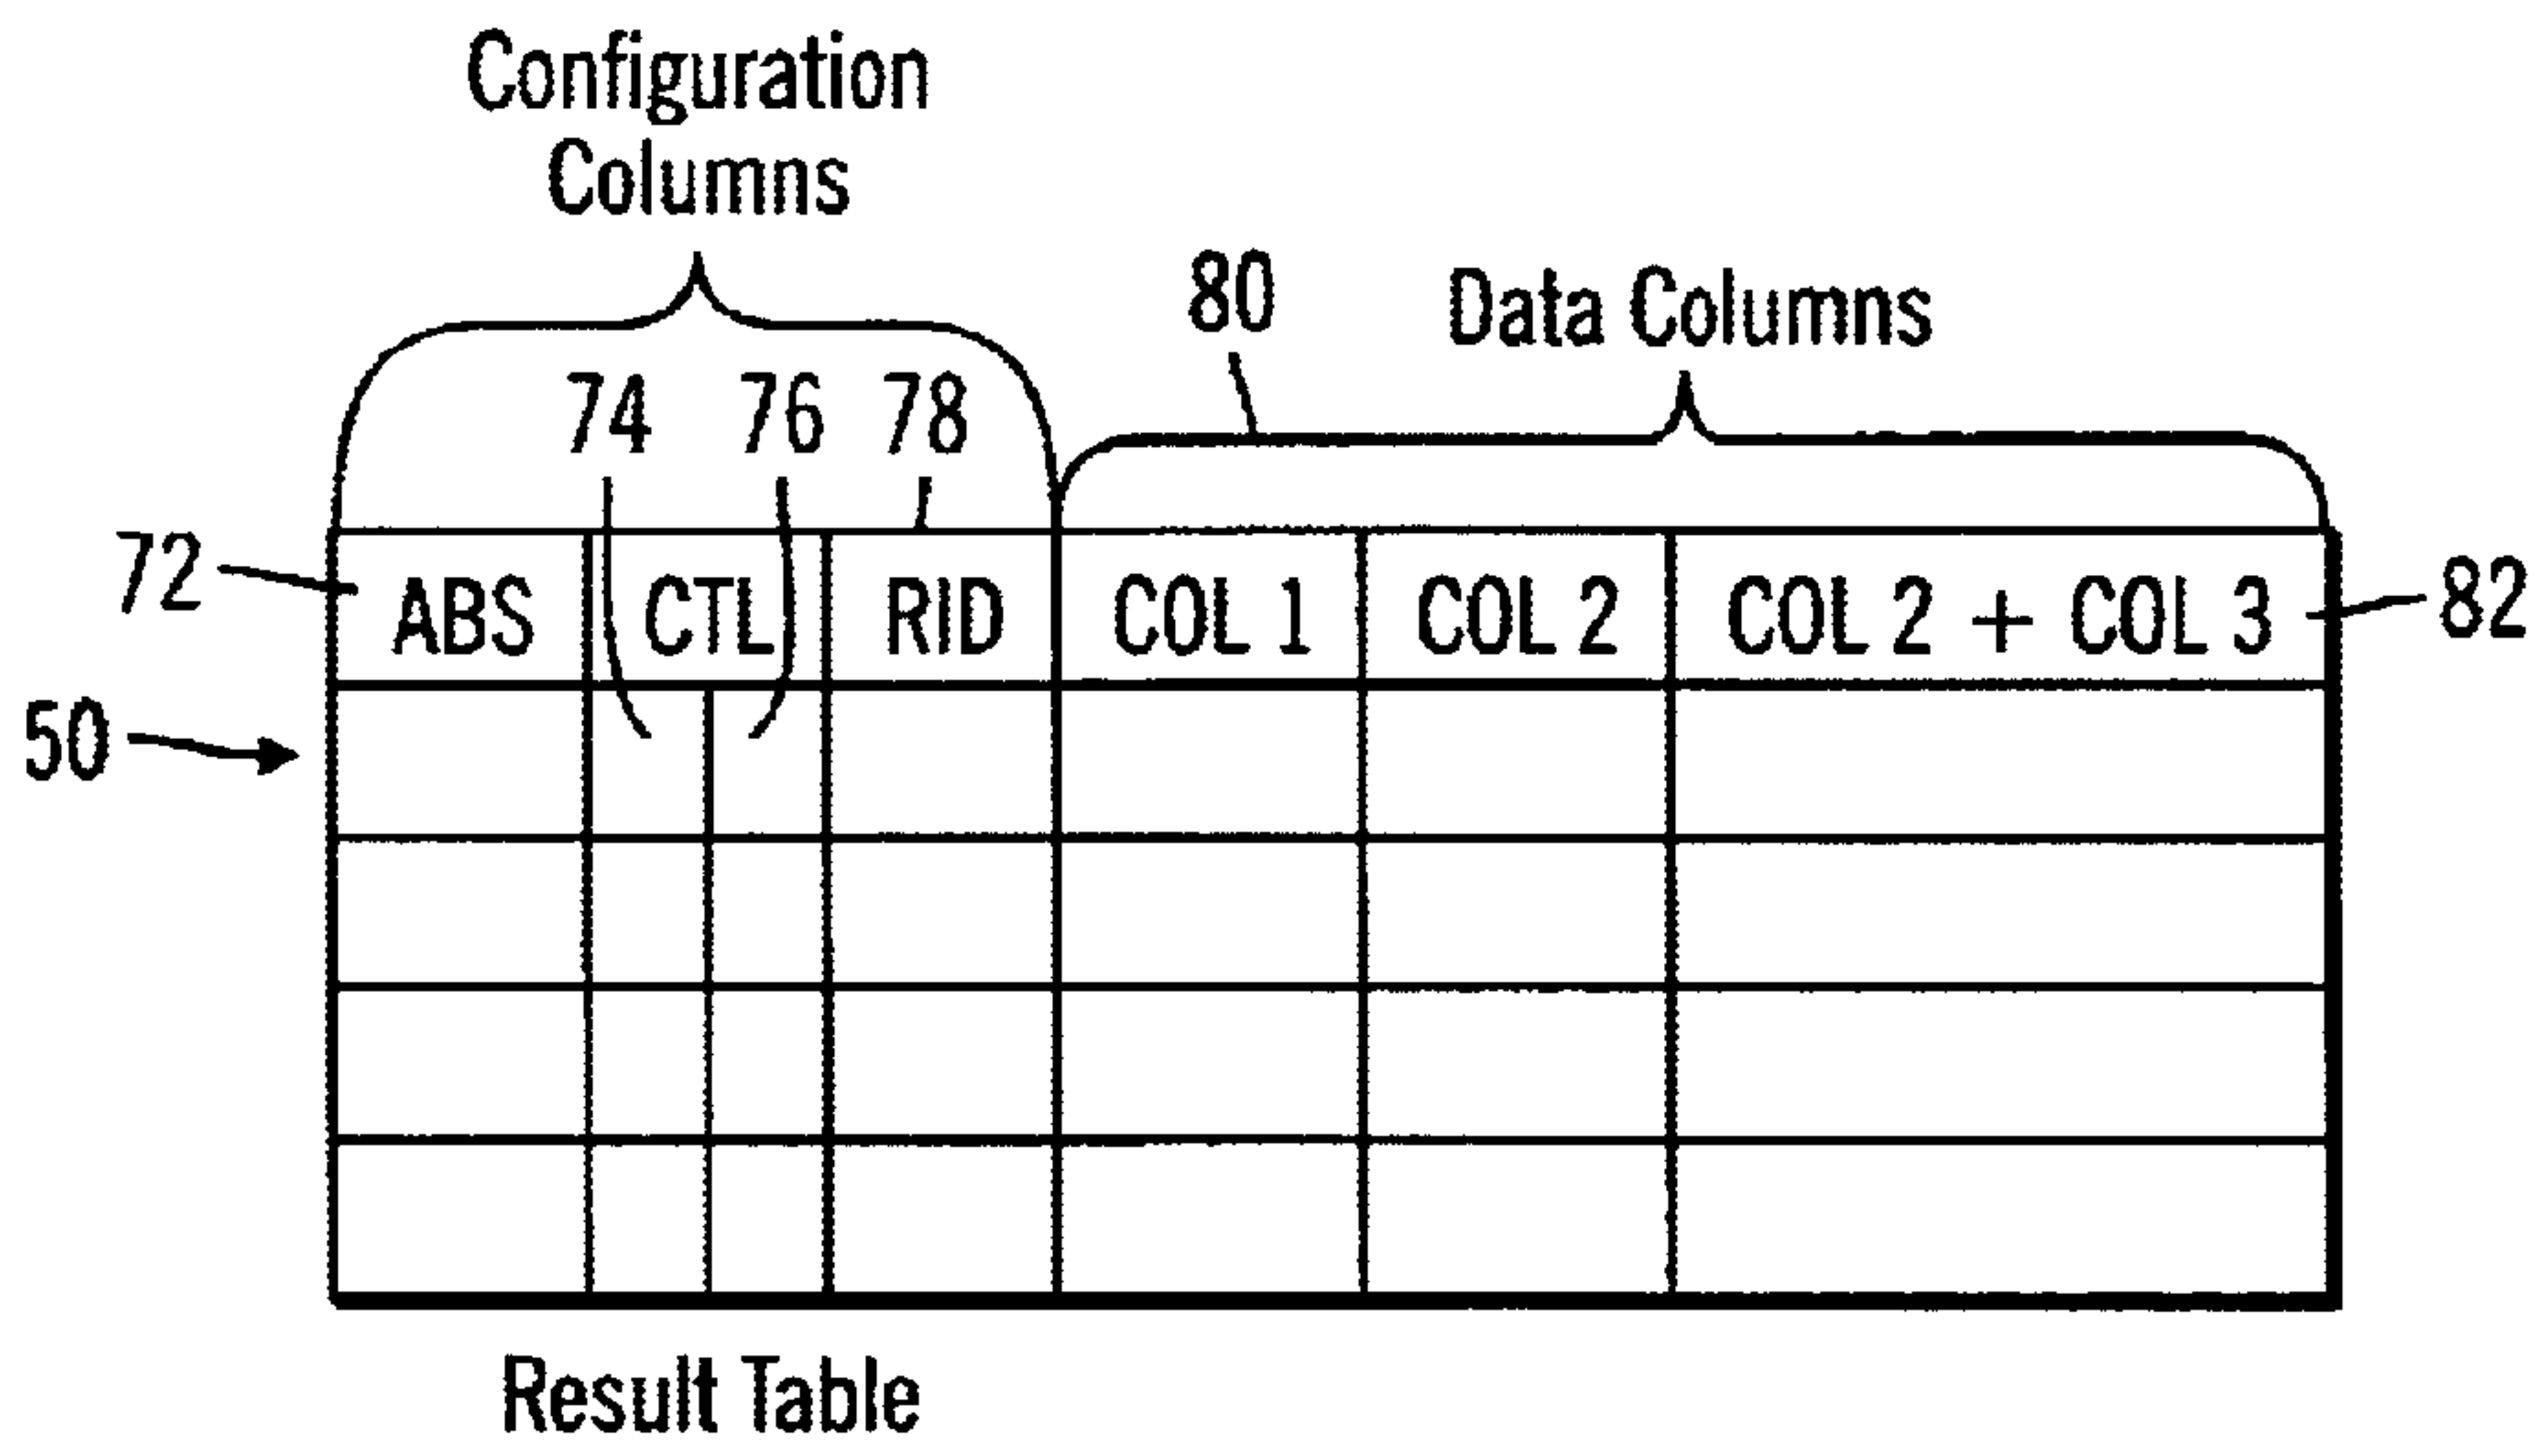 Configuration
Columns
80 Data Columns
74 76 78
72 ABS CTL RID COL 1 COL 2 COL 2 + COL 3 82
50
Result Table